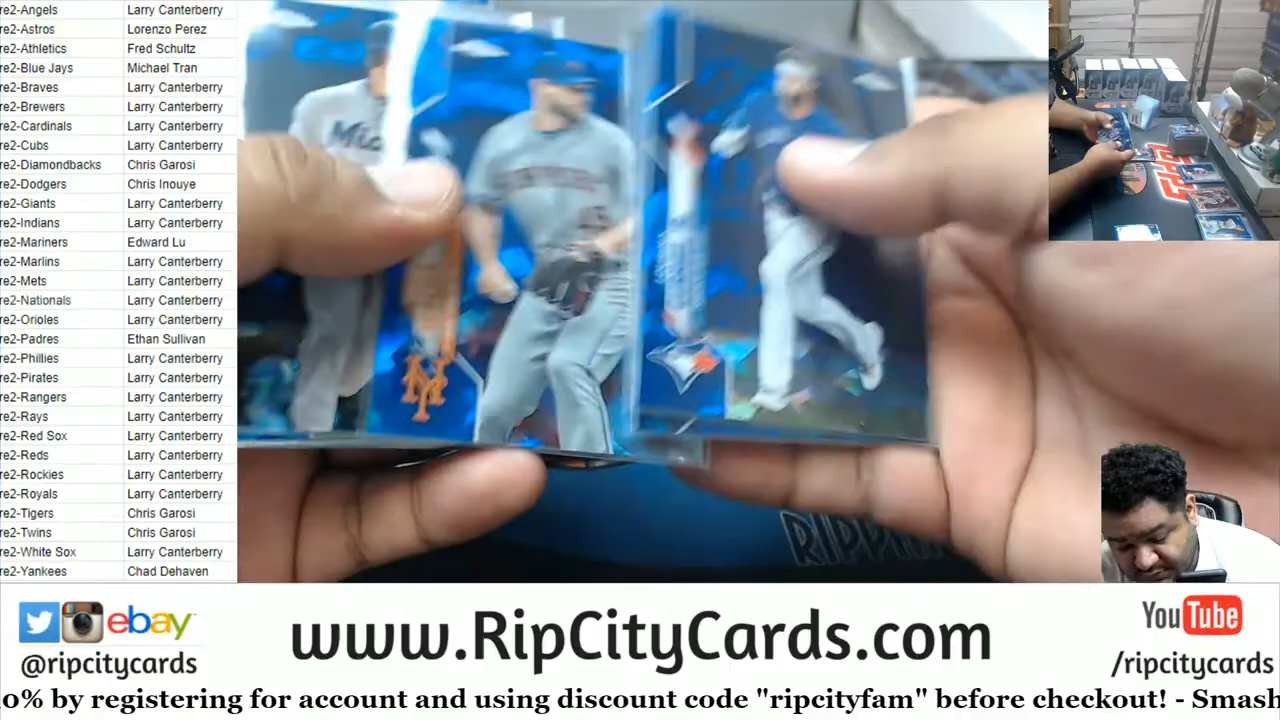 re2-Angels Larry Canterberry
re2-Astros Lorenzo Perez
re2-Athletics Fred Schultz
re2-Blue Jays Michael Tran
re2-Braves Larry Canterberry
re2-Brewers Larry Canterberry
re2-Cardinals Larry Canterberry
re2-Cubs Larry Canterberry
re2-Diamondbacks Chris Garosi
re2-Dodgers Chris Inouye
re2-Giants Larry Canterberry
re2-Indians Larry Canterberry
re2-Mariners Edward Lu
re2-Marlins Larry Canterberry
re2-Mets Larry Canterberry
re2-Nationals Larry Canterberry
re2-Orioles Larry Canterberry
re2-Padres Ethan Sullivan
re2-Phillies Larry Canterberry
re2-Pirates Larry Canterberry
re2-Rangers Larry Canterberry
re2-Rays Larry Canterberry
re2-Red Sox Larry Canterberry
re2-Reds Larry Canterberry
re2-Rockies Larry Canterberry
re2-Royals Larry Canterberry
re2-Tigers Chris Garosi
re2-Twins Chris Garosi
re2-White Sox Larry Canterberry
re2-Yankees Chad Dehaven
Mia
NY
RIPPI
ebay
@ripcitycards
www.RipCityCards.com
YouTube
/ripcitycards
0% by registering for account and using discount code "ripcityfam" before checkout! - Smash